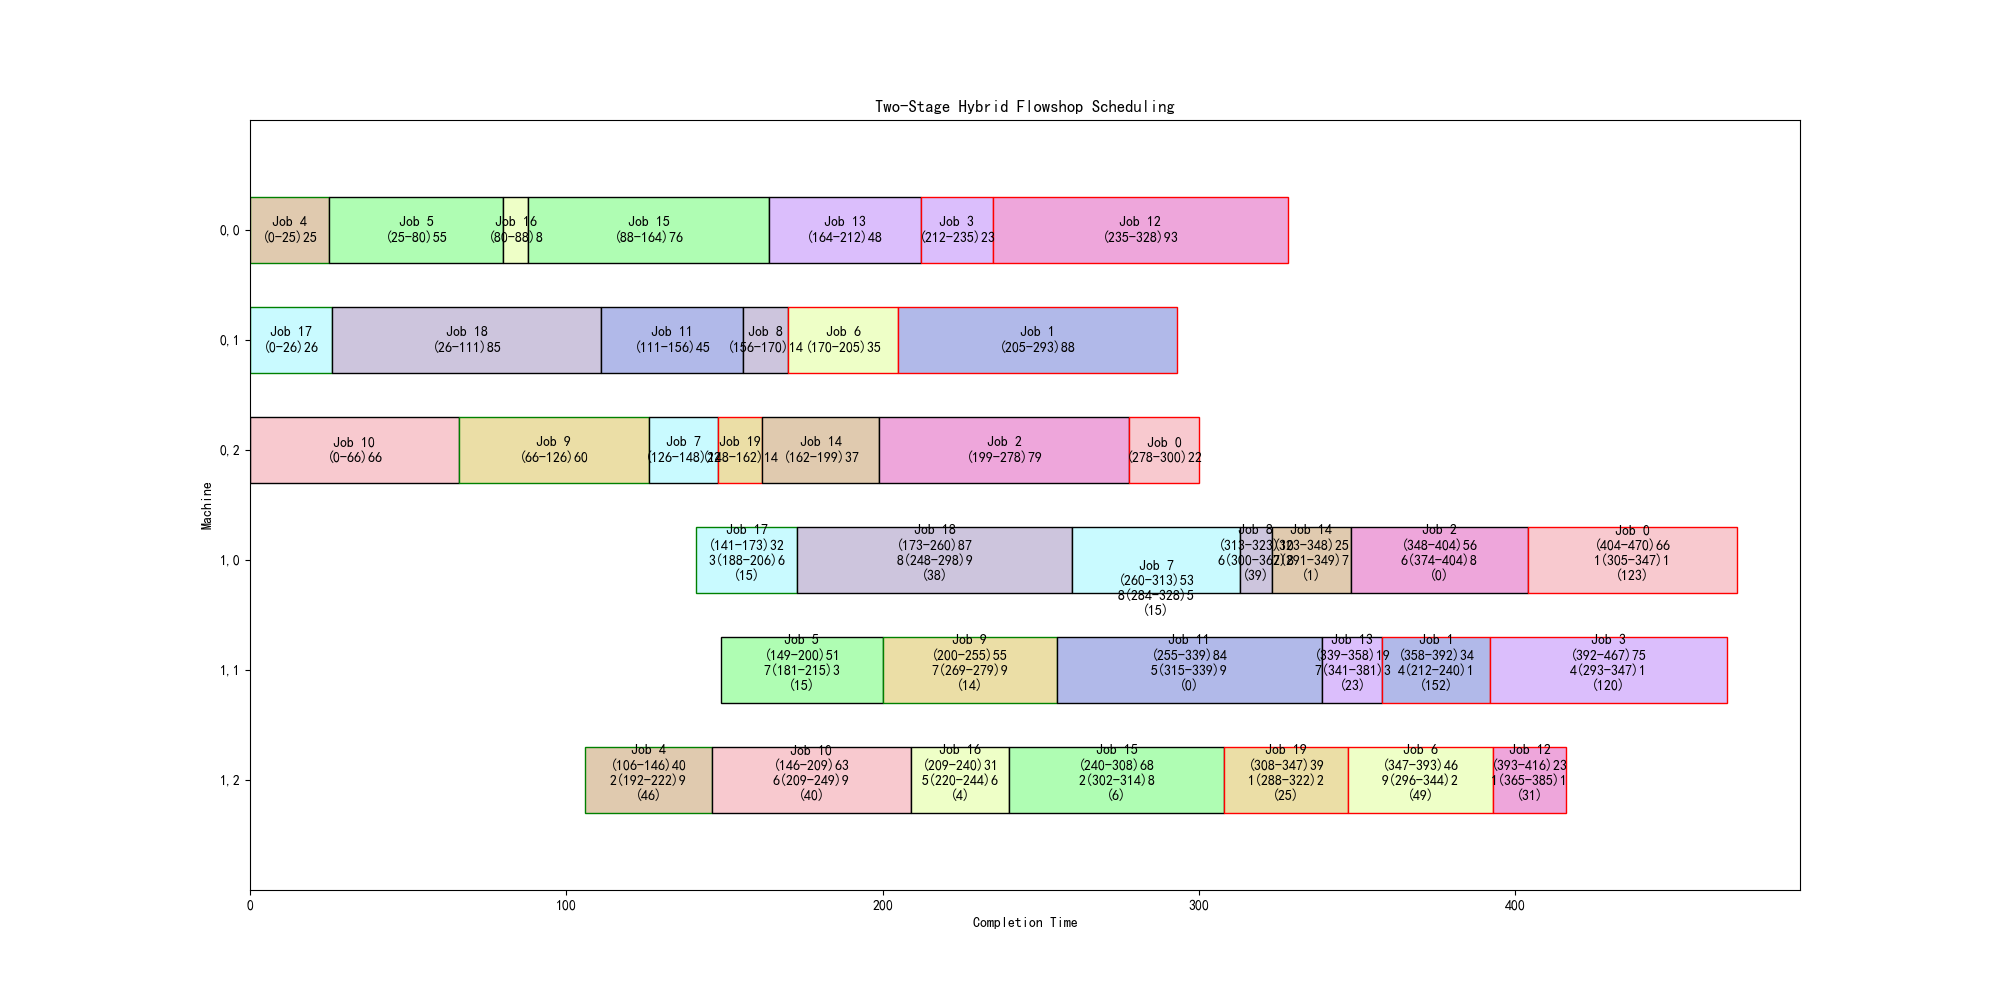 Two-Stage Hybrid Flowshop Scheduling
Machine
0,0
Job 4
(0-25)25
Job 5
(25-80)55
Job 16
(80-88)8
Job 15
(88-164)76
Job 13
(164-212)48
Job 3
(212-235)23
Job 12
(235-328)93
0,1
Job 17
(0-26)26
Job 18
(26-111)85
Job 11
(111-156)45
Job 8
(156-170)14
Job 6
(170-205)35
Job 1
(205-293)88
0,2
Job 10
(0-66)66
Job 9
(66-126)60
Job 7
(126-148)22
Job 19
(148-162)14
Job 14
(162-199)37
Job 2
(199-278)79
Job 0
(278-300)22
1,0
Job 17
(141-173)32
3(188-206)6
(15)
Job 18
(173-260)87
8(248-298)9
(38)
Job 7
(260-313)53
8(284-328)5
(15)
Job 8
(313-323)10
(39)
Job 14
(323-348)25
(1)
Job 2
(348-404)56
6(374-404)8
(0)
Job 0
(404-470)66
1(305-347)1
(123)
1,1
Job 5
(149-200)51
7(181-215)3
(15)
Job 9
(200-255)55
7(269-279)9
(14)
Job 11
(255-339)84
5(315-339)9
(0)
Job 13
(339-358)19
7(341-381)3
(23)
Job 1
(358-392)34
4(212-240)1
(152)
Job 3
(392-467)75
4(293-347)1
(120)
1,2
Job 4
(106-146)40
2(192-222)9
(46)
Job 10
(146-209)63
6(209-249)9
(40)
Job 16
(209-240)31
5(220-244)6
(4)
Job 15
(240-308)68
2(302-314)8
(6)
Job 19
(308-347)39
1(288-322)2
(25)
Job 6
(347-393)46
9(296-344)2
(49)
Job 12
(393-416)23
1(365-385)1
(31)
0
100
200
300
400
Completion Time